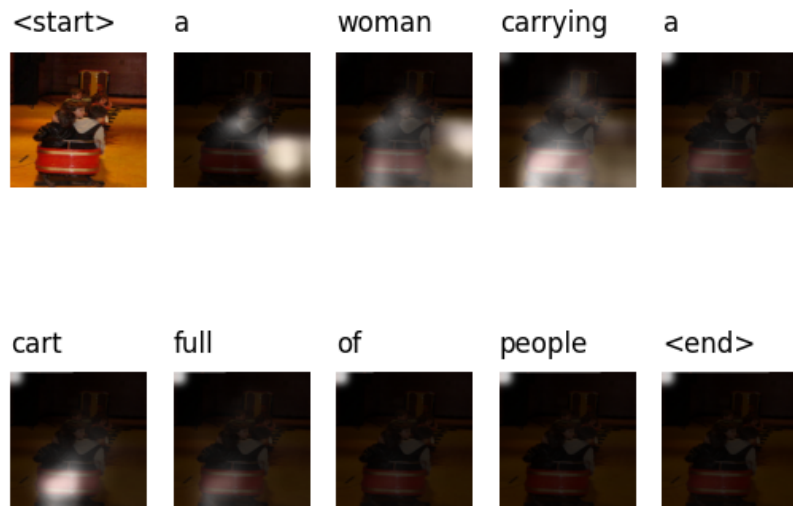 <start> a woman carrying a
cart full of people <end>